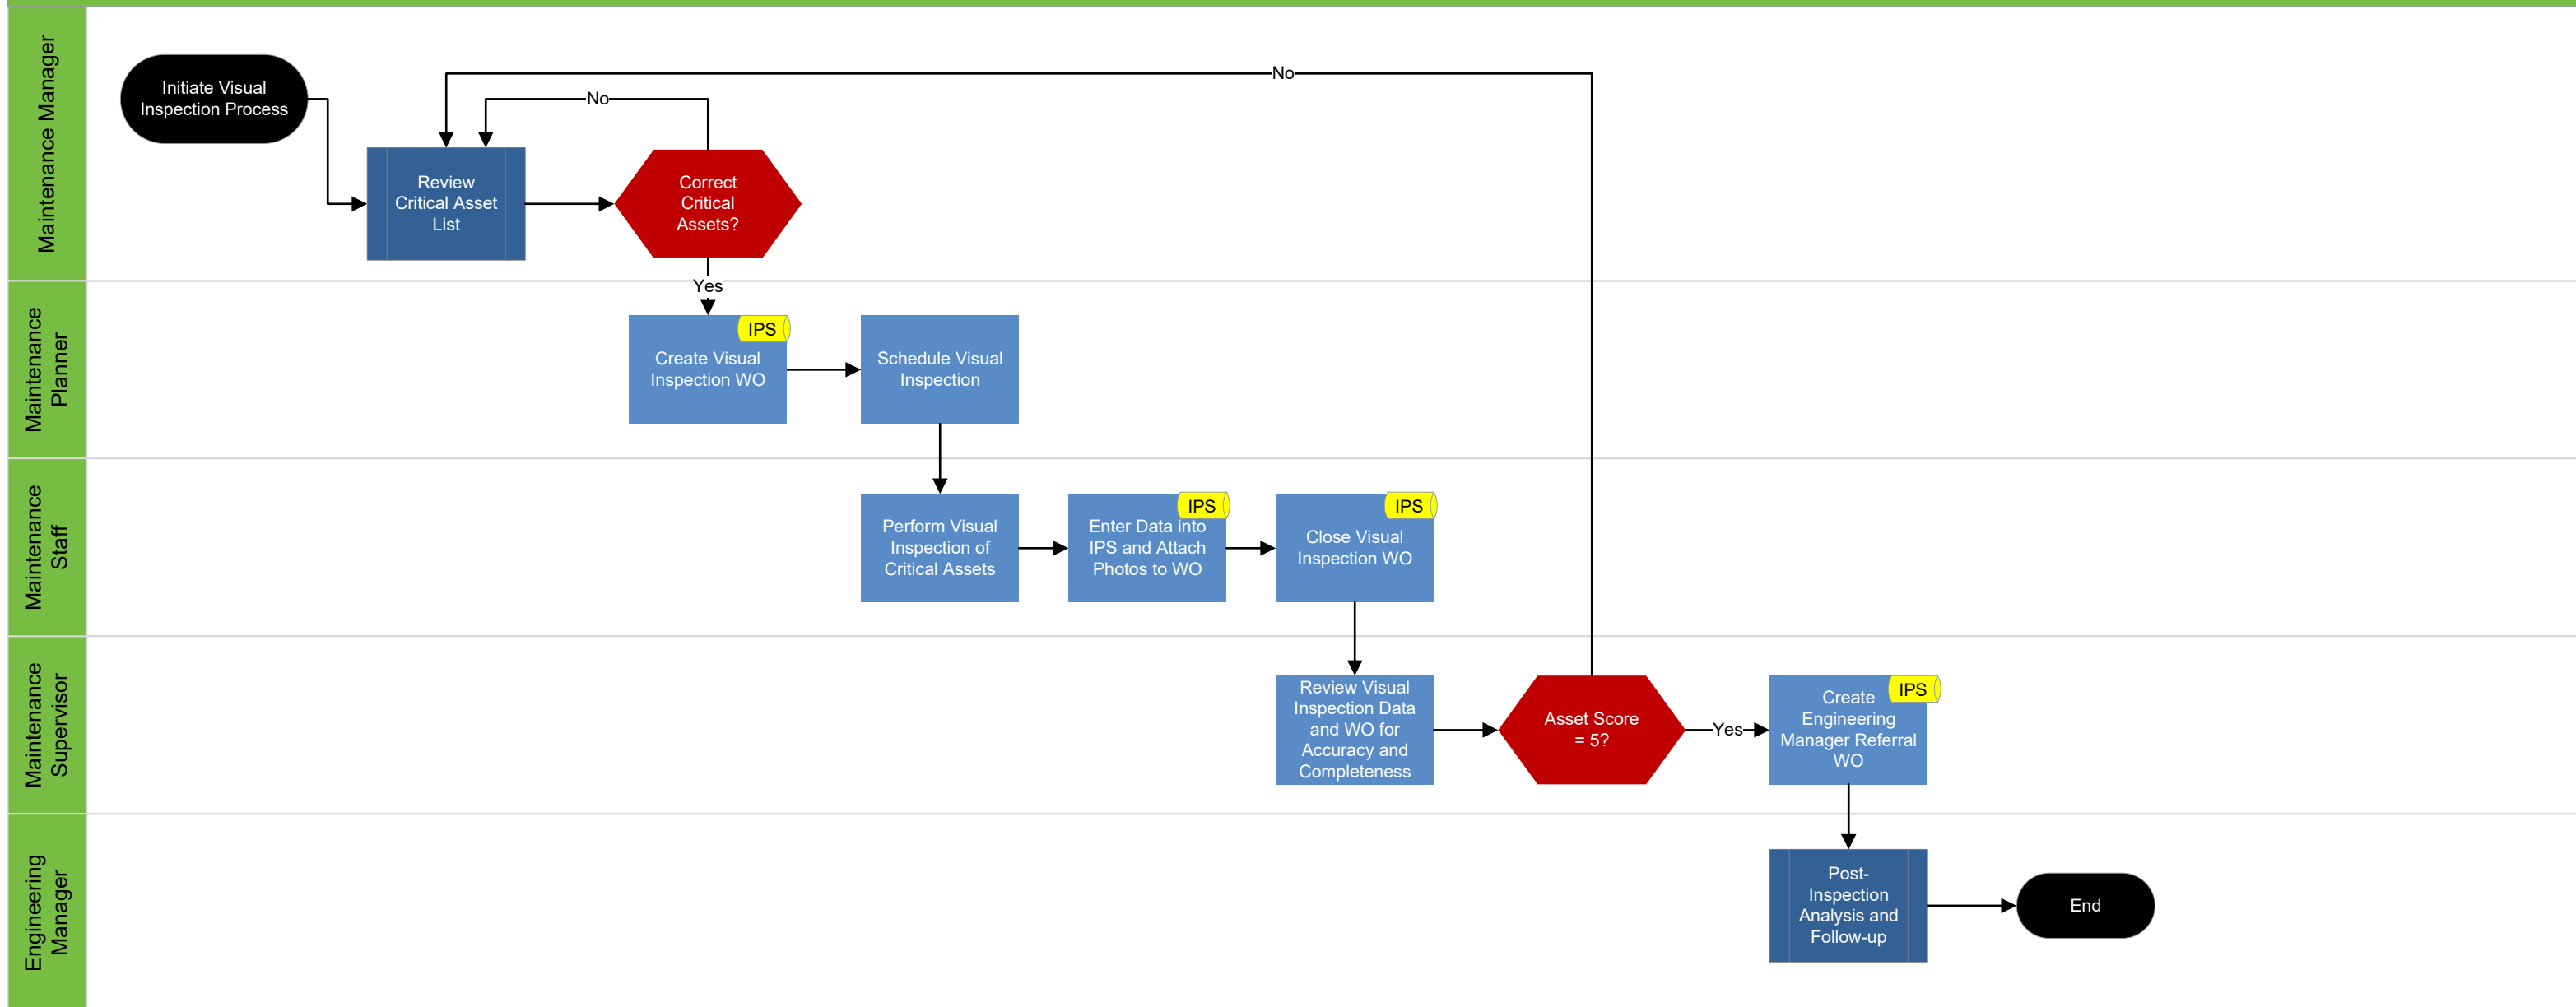 Maintenance Manager
Initiate Visual
Inspection Process
No
No
Review
Critical Asset
List
Correct
Critical
Assets?
Yes
Maintenance
Planner
IPS
Create Visual
Inspection WO
Schedule Visual
Inspection
Maintenance
Staff
Perform Visual
Inspection of
Critical Assets
IPS
Enter Data into
IPS and Attach
Photos to WO
IPS
Close Visual
Inspection WO
Maintenance
Supervisor
Review Visual
Inspection Data
and WO for
Accuracy and
Completeness
Asset Score
= 5?
Yes
IPS
Create
Engineering
Manager Referral
WO
Engineering
Manager
Post-
Inspection
Analysis and
Follow-up
End